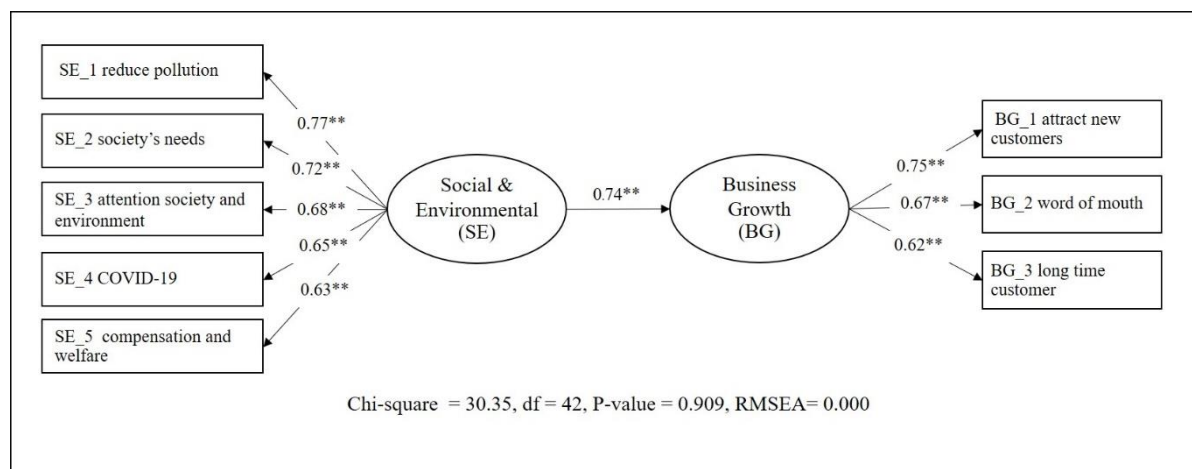 SE_1 reduce pollution
SE_2 society's needs
SE_3 attention society and
environment
SE_4 COVID-19
SE_5 compensation and
welfare
0.77**
0.72**
0.68**
0.65**
0.63**
Social &
Environmental
(SE)
0.74**
Business
Growth
(BG)
0.75**
0.67**
0.62**
BG_1 attract new
customers
BG_2 word of mouth
BG_3 long time
customer
Chi-square = 30.35, df = 42, P-value = 0.909, RMSEA= 0.000